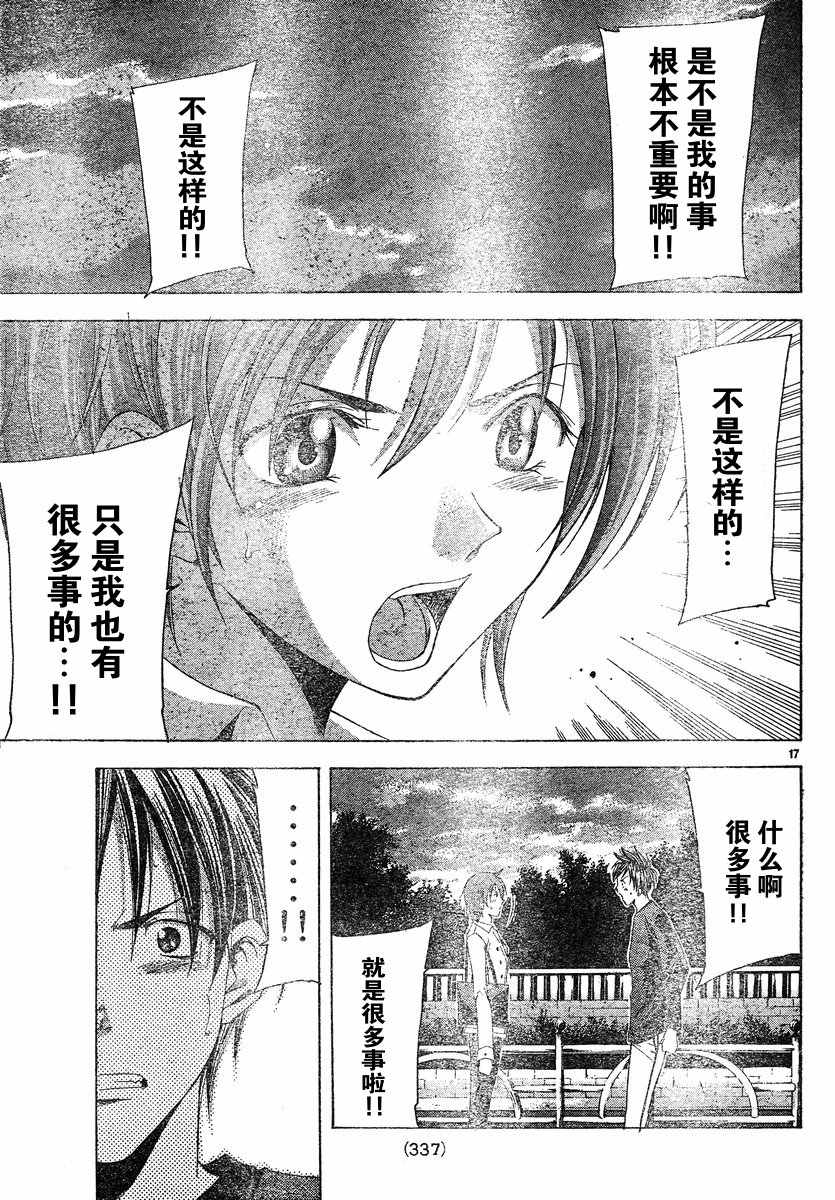 是不是我的事
根本不重要啊!!
不是这样的!!
不是这样的…
只是我也有
很多事的…!!
17
什么啊
很多事!!
就是很多事啦!!
……!!
(337)